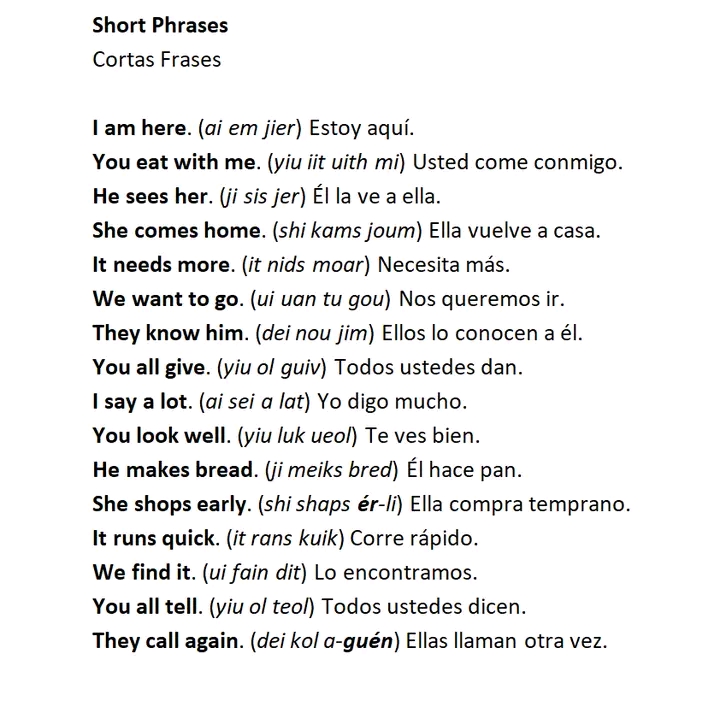 Short Phrases
Cortas Frases
I am here. (ai em jier) Estoy aquí.
You eat with me. (yiu iit uith mi) Usted come conmigo.
He sees her. (ji sis jer) Él la ve a ella.
She comes home. (shi kams joum) Ella vuelve a casa.
It needs more. (it nids moar) Necesita más.
We want to go. (ui uan tu gou) Nos queremos ir.
They know him. (dei nou jim) Ellos lo conocen a él.
You all give. (yiu ol guiv) Todos ustedes dan.
I say a lot. (ai sei a lat) Yo digo mucho.
You look well. (yiu luk ueol) Te ves bien.
He makes bread. (ji meiks bred) Él hace pan.
She shops early. (shi shaps ér-li) Ella compra temprano.
It runs quick. (it rans kuik) Corre rápido.
We find it. (ui fain dit) Lo encontramos.
You all tell. (yiu ol teol) Todos ustedes dicen.
They call again. (dei kol a-guén) Ellas llaman otra vez.